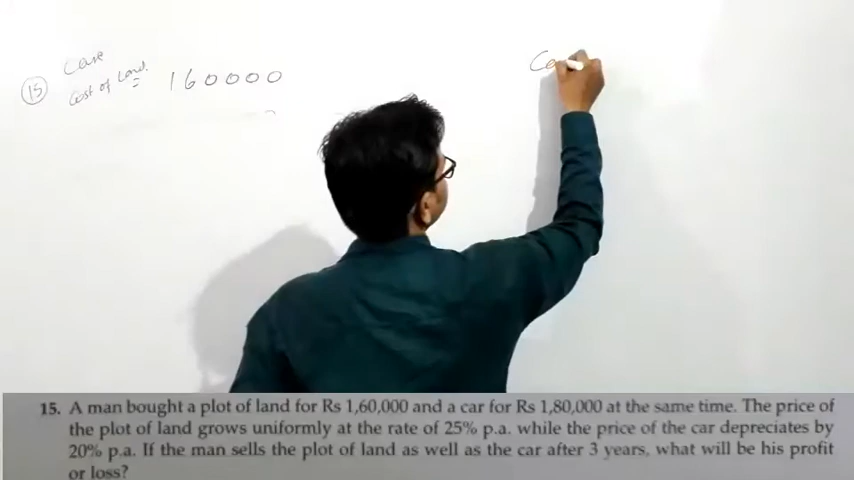 15 Case
Cost of Land. = 160000
Ca
15. A man bought a plot of land for Rs 1,60,000 and a car for Rs 1,80,000 at the same time. The price of
the plot of land grows uniformly at the rate of 25% p.a. while the price of the car depreciates by
20% p.a. If the man sells the plot of land as well as the car after 3 years, what will be his profit
or loss?